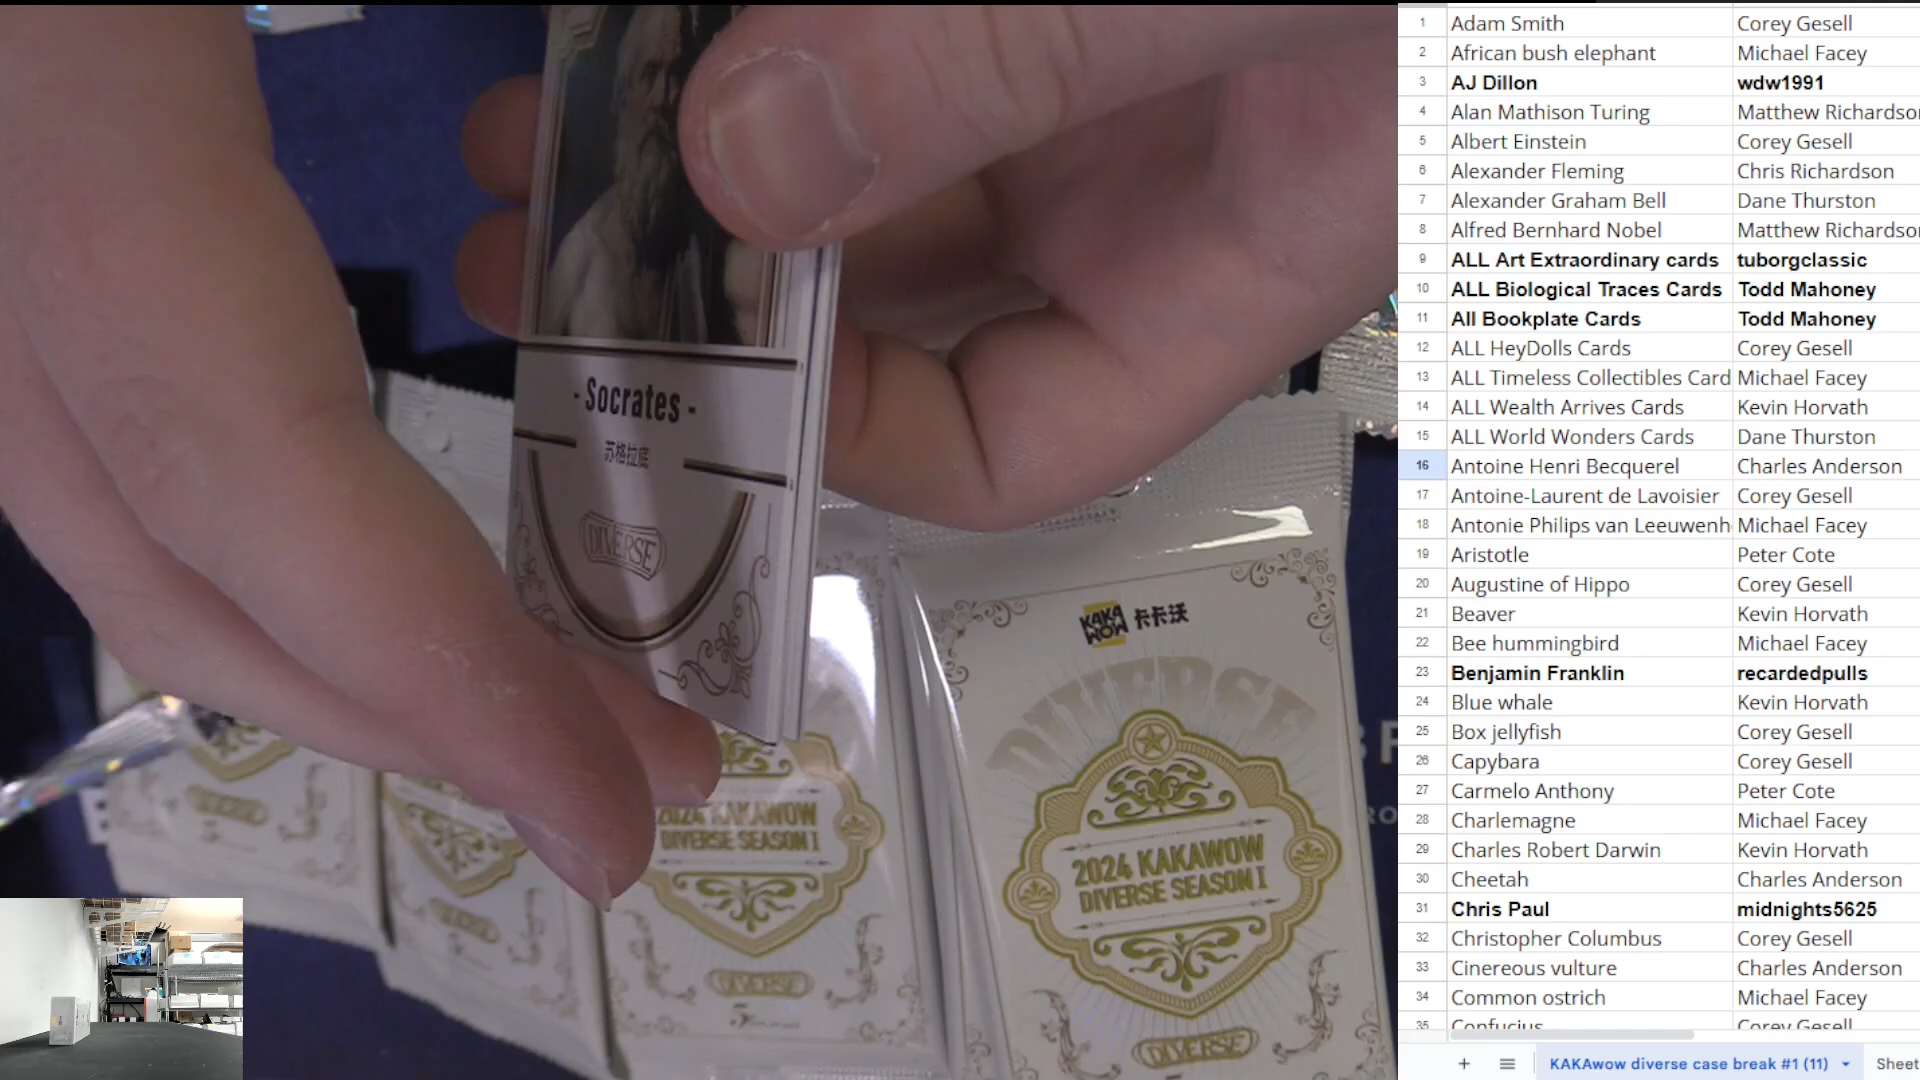 - Socrates -
苏格拉底
DIVERSE
KAKA WOW 卡卡沃
DIVERSE
2024 KAKAWOW
DIVERSE SEASON I
DIVERSE
2024 KAKAWOW
DIVERSE SEASON I
DIVERSE
1 Adam Smith Corey Gesell
2 African bush elephant Michael Facey
3 AJ Dillon wdw1991
4 Alan Mathison Turing Matthew Richardso
5 Albert Einstein Corey Gesell
6 Alexander Fleming Chris Richardson
7 Alexander Graham Bell Dane Thurston
8 Alfred Bernhard Nobel Matthew Richardso
9 ALL Art Extraordinary cards tuborgclassic
10 ALL Biological Traces Cards Todd Mahoney
11 All Bookplate Cards Todd Mahoney
12 ALL HeyDolls Cards Corey Gesell
13 ALL Timeless Collectibles Card Michael Facey
14 ALL Wealth Arrives Cards Kevin Horvath
15 ALL World Wonders Cards Dane Thurston
16 Antoine Henri Becquerel Charles Anderson
17 Antoine-Laurent de Lavoisier Corey Gesell
18 Antonie Philips van Leeuwenh Michael Facey
19 Aristotle Peter Cote
20 Augustine of Hippo Corey Gesell
21 Beaver Kevin Horvath
22 Bee hummingbird Michael Facey
23 Benjamin Franklin recardedpulls
24 Blue whale Kevin Horvath
25 Box jellyfish Corey Gesell
26 Capybara Corey Gesell
27 Carmelo Anthony Peter Cote
28 Charlemagne Michael Facey
29 Charles Robert Darwin Kevin Horvath
30 Cheetah Charles Anderson
31 Chris Paul midnights5625
32 Christopher Columbus Corey Gesell
33 Cinereous vulture Charles Anderson
34 Common ostrich Michael Facey
35 Confucius Corey Gesell
KAKAwow diverse case break #1 (11) Sheet